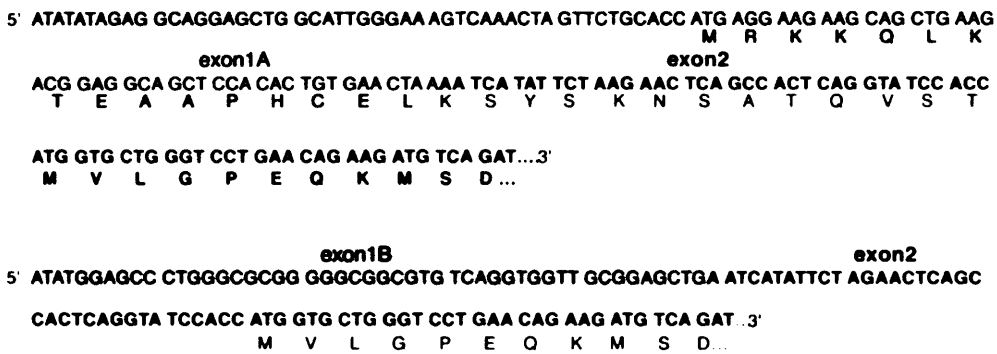 5' ATATATAGAG GGCAGGAGCTG GCATTGGGAA AGTCAAACTA GTTCTGCACC ATG AGG AAG AAG CAG CTG AAG
M R K K Q L K
exon1A exon2
ACG GAG GCA GCT CCA CAC TGT GAA CTA AAA TCA TAT TCT AAG AAC TCA GCC ACT CAG GTA TCC ACC
T E A A P H C E L K S Y S K N S A T Q V S T
ATG GTG CTG GGT CCT GAA CAG AAG ATG TCA GAT....3'
M V L G P E Q K M S D...
exon1B exon2
5' ATATGGAGCC CTGGGCGCGG GGGCGGCGTG TCAGGTGGTT GCGGAGCTGA ATCATATTCT AGAACTCAGC
CACTCAGGTA TCCACC ATG GTG CTG GGT CCT GAA CAG AAG ATG TCA GAT...3'
M V L G P E Q K M S D...